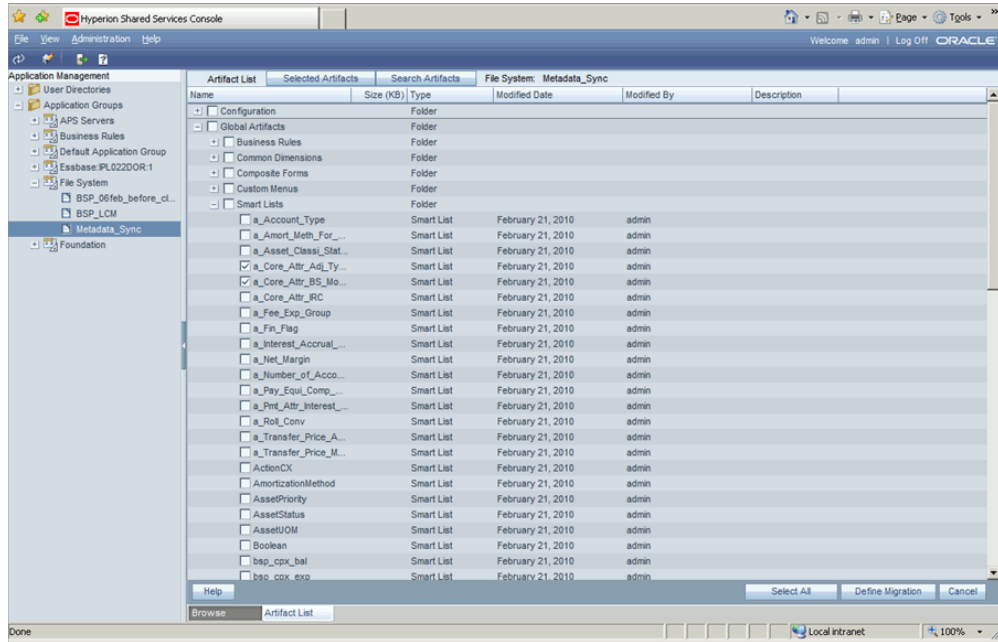 Hyperion Shared Services Console
Page Tools
File View Administration Help
Welcome admin | Log Off ORACLE
Application Management
User Directories
Application Groups
APS Servers
Business Rules
Default Application Group
Essbase:IPL022DOR:1
File System
BSP_06feb_before_cl...
BSP_LCM
Metadata_Sync
Foundation
Artifact List Selected Artifacts Search Artifacts File System: Metadata_Sync
Name Size (KB) Type Modified Date Modified By Description
Configuration Folder
Global Artifacts Folder
Business Rules Folder
Common Dimensions Folder
Composite Forms Folder
Custom Menus Folder
Smart Lists Folder
a_Account_Type Smart List February 21, 2010 admin
a_Amort_Meth_For_... Smart List February 21, 2010 admin
a_Asset_Classi_Stat... Smart List February 21, 2010 admin
a_Core_Attr_Adj_Ty... Smart List February 21, 2010 admin
a_Core_Attr_BS_Mo... Smart List February 21, 2010 admin
a_Core_Attr_IRC Smart List February 21, 2010 admin
a_Fee_Exp_Group Smart List February 21, 2010 admin
a_Fin_Flag Smart List February 21, 2010 admin
a_Interest_Accrual_... Smart List February 21, 2010 admin
a_Net_Margin Smart List February 21, 2010 admin
a_Number_of_Acco... Smart List February 21, 2010 admin
a_Pay_Equi_Comp_... Smart List February 21, 2010 admin
a_Pmt_Attr_Interest_... Smart List February 21, 2010 admin
a_Roll_Conv Smart List February 21, 2010 admin
a_Transfer_Price_A... Smart List February 21, 2010 admin
a_Transfer_Price_M... Smart List February 21, 2010 admin
ActionCX Smart List February 21, 2010 admin
AmortizationMethod Smart List February 21, 2010 admin
AssetPriority Smart List February 21, 2010 admin
AssetStatus Smart List February 21, 2010 admin
AssetUOM Smart List February 21, 2010 admin
Boolean Smart List February 21, 2010 admin
bsp_cpx_bal Smart List February 21, 2010 admin
bsp_cpx_exp Smart List February 21, 2010 admin
Help Select All Define Migration Cancel
Browse Artifact List
Done Local intranet 100%